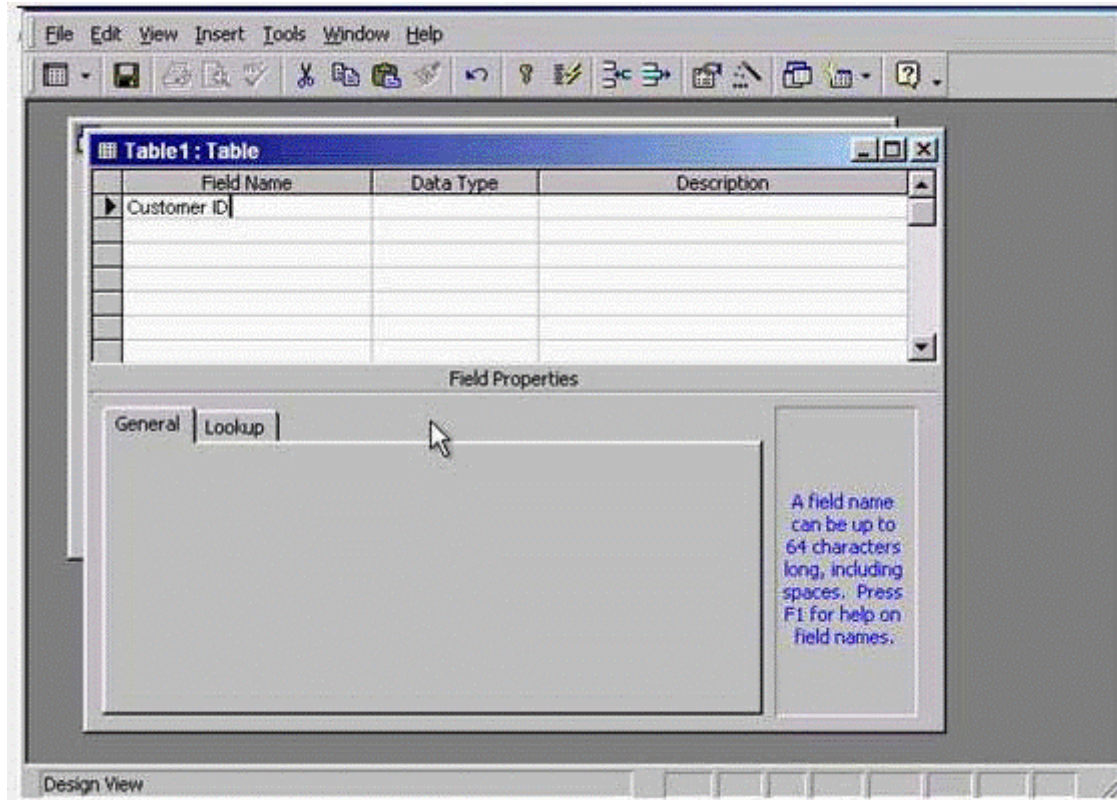 File Edit View Insert Tools Window Help
Table1 : Table
Field Name Data Type Description
Customer ID
Field Properties
General Lookup
A field name
can be up to
64 characters
long, including
spaces. Press
F1 for help on
field names.
Design View